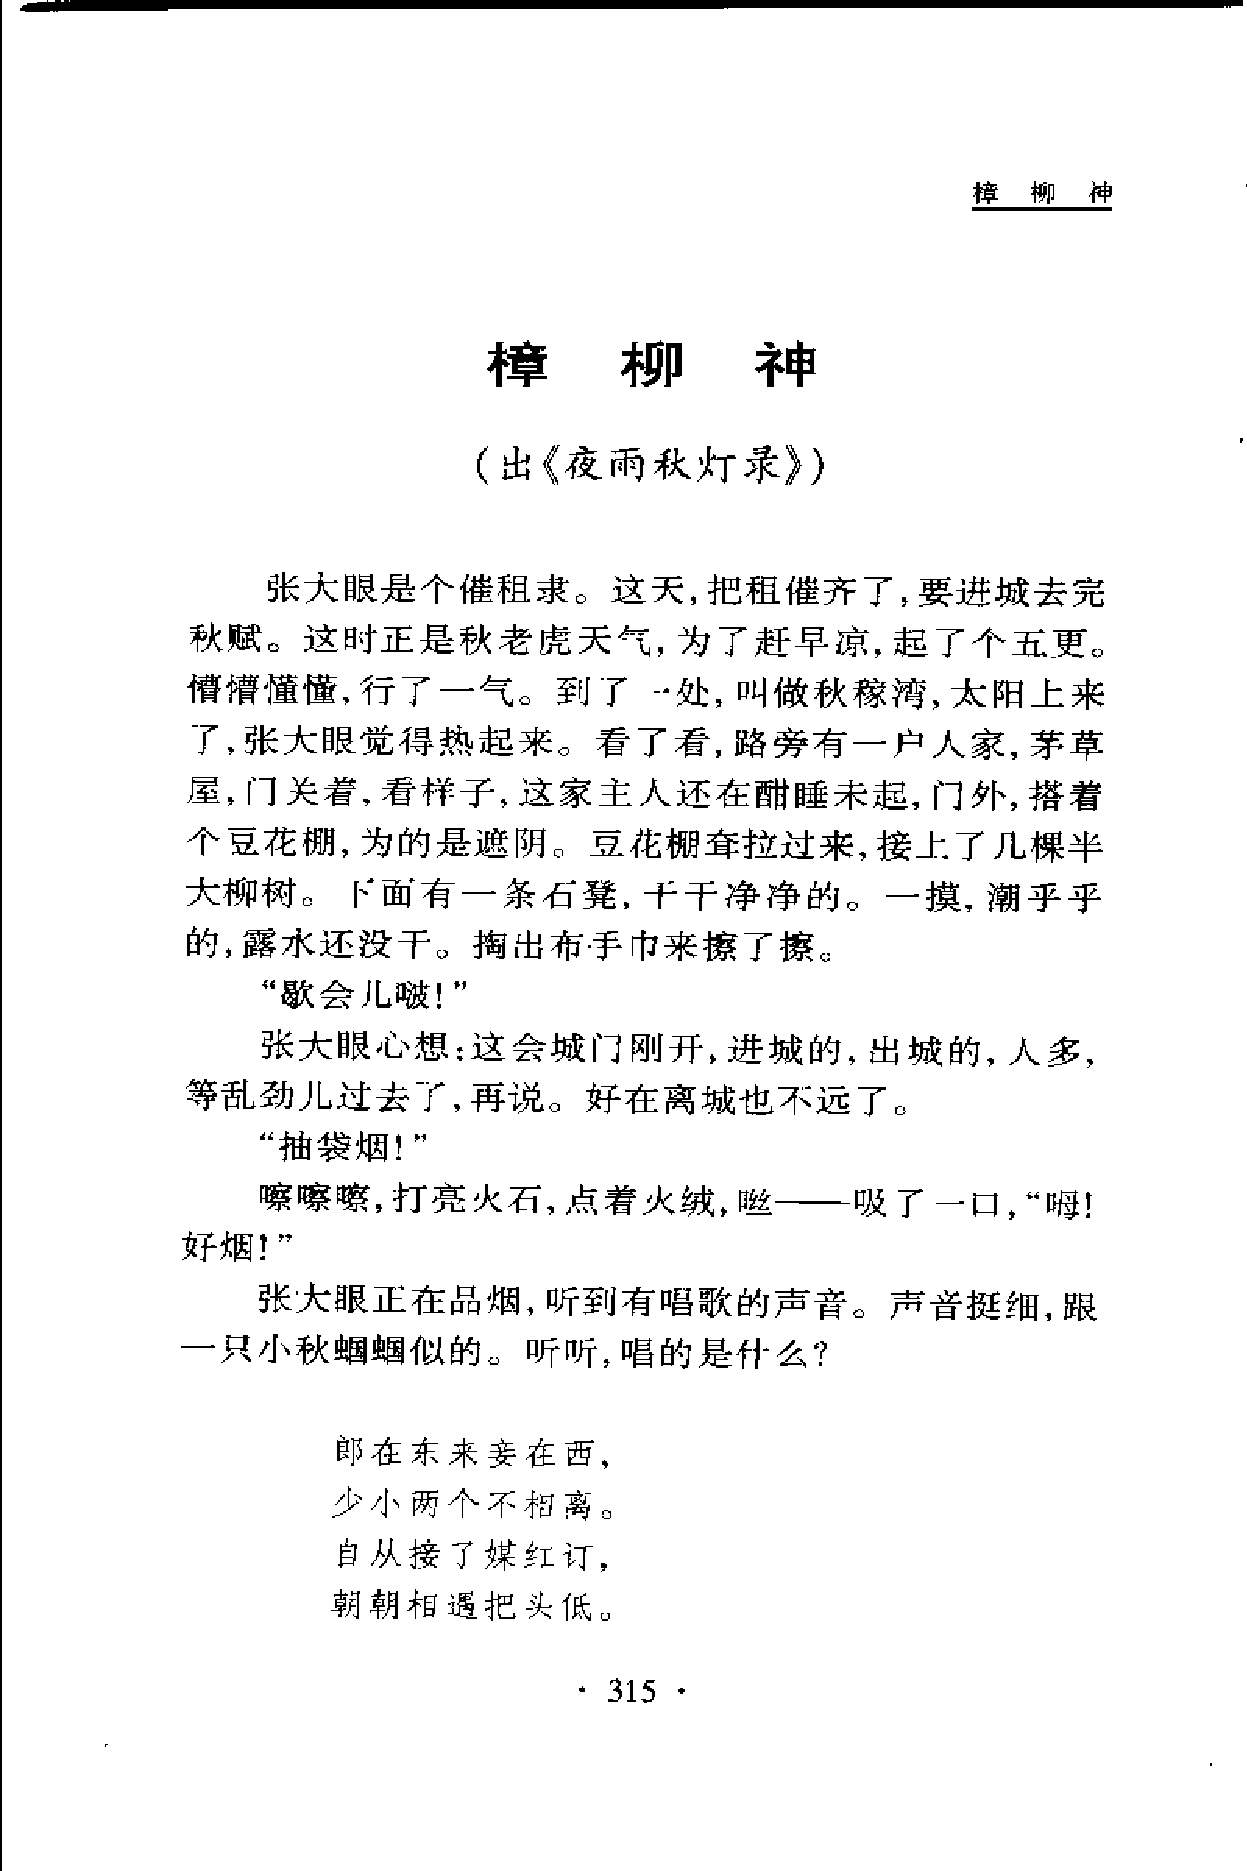 樟 柳 神
樟 柳 神
(出《夜雨秋灯录》)
张大眼是个催租隶。这天,把租催齐了,要进城去完
秋赋。这时正是秋老虎天气,为了赶早凉,起了个五更。
懵懵懂懂,行了一气。到了一处,叫做秋稼湾,太阳上来
了,张大眼觉得热起来。看了看,路旁有一户人家,茅草
屋,门关着,看样子,这家主人还在酣睡未起,门外,搭着
个豆花棚,为的是遮阴。豆花棚耷拉过来,接上了几棵半
大柳树。下面有一条石凳,干干净净的。一摸,潮乎乎
的,露水还没干。掏出布手巾来擦了擦。
“歇会儿啵!”
张大眼心想:这会城门刚开,进城的,出城的,人多,
等乱劲儿过去了,再说。好在离城也不远了。
“抽袋烟!”
嚓嚓嚓,打亮火石,点着火绒,咝——吸了一口,“嗨!
好烟!”
张大眼正在品烟,听到有唱歌的声音。声音挺细,跟
一只小秋蝈蝈似的。听听,唱的是什么?
郎在东来妾在西,
少小两个不相离。
自从接了媒红订,
朝朝相遇把头低。
· 315 ·